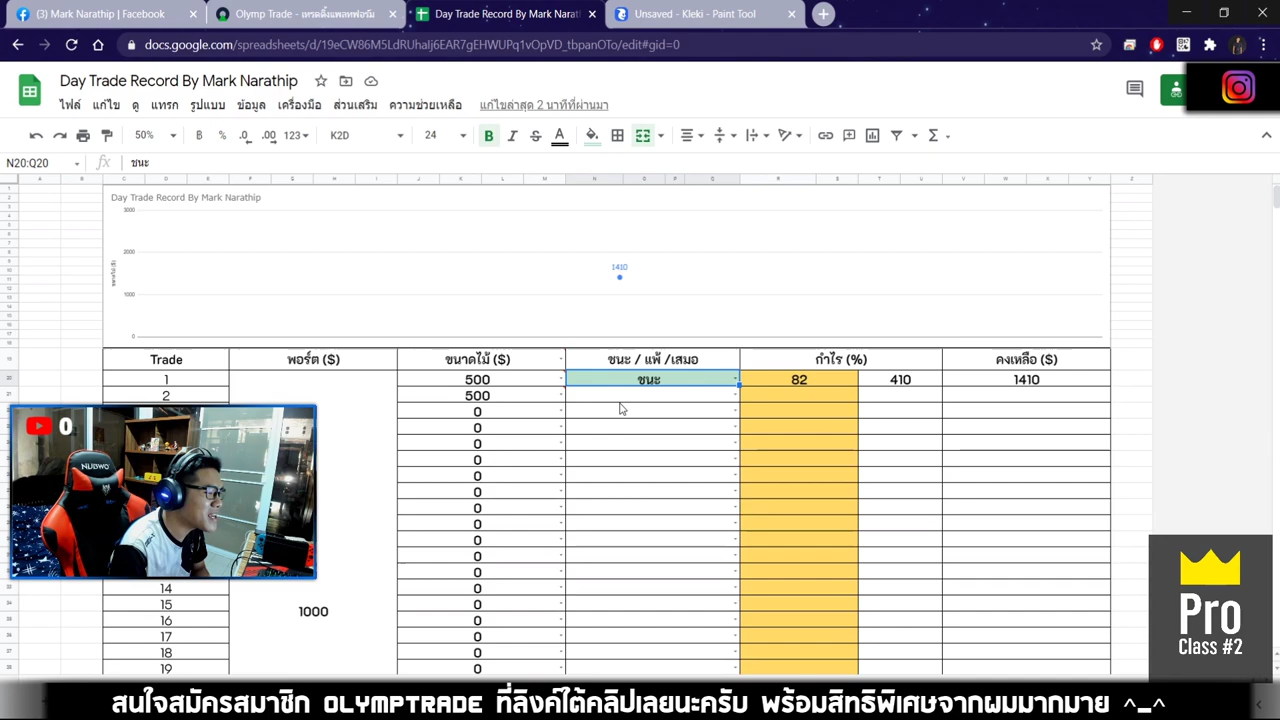 (3) Mark Narathip | Facebook
Olymp Trade - เทรดดิ้งแพลทฟอร์ม
Day Trade Record By Mark Narat
Unsaved - Kleki - Paint Tool
docs.google.com/spreadsheets/d/19eCW86M5LdRUhaIj6EAR7gEHWUPq1vOpVD_tbpanOTo/edit#gid=0
Day Trade Record By Mark Narathip
ไฟล์ แก้ไข ดู แทรก รูปแบบ ข้อมูล เครื่องมือ ส่วนเสริม ความช่วยเหลือ แก้ไขล่าสุด 2 นาทีที่ผ่านมา
50% ฿ % .0 .00 123 K2D 24 B I S A
N20:Q20 fx ชนะ
Day Trade Record By Mark Narathip
3000
1410
2000
1000
0
ขนาดไม้ ($)
Trade พอร์ต ($) ขนาดไม้ ($) ชนะ / แพ้ /เสมอ กำไร (%) คงเหลือ ($)
1 500 ชนะ 82 410 1410
2 500
0
0
0
0
0
0
0
0
0
0
0
14 0
15 1000 0
16 0
17 0
18 0
19 0
0
NUBWO
Pro
Class #2
สนใจสมัครสมาชิก OLYMPTRADE ที่ลิงค์ใต้คลิปเลยนะครับ พร้อมสิทธิพิเศษจากผมมากมาย ^_^